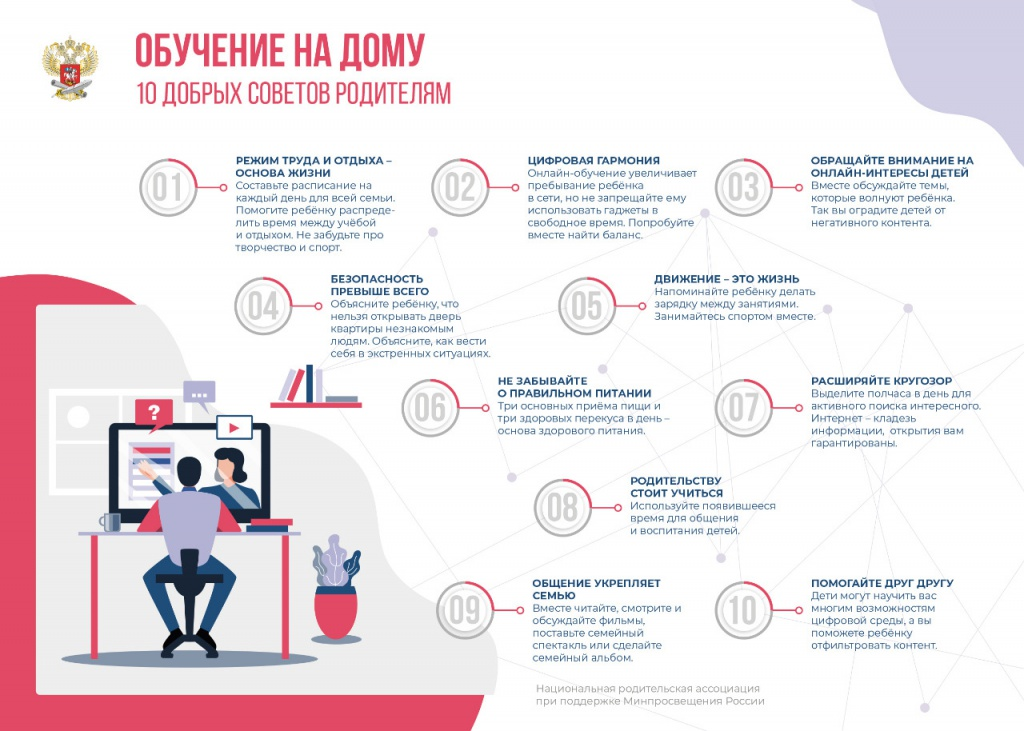 ОБУЧЕНИЕ НА ДОМУ
10 ДОБРЫХ СОВЕТОВ РОДИТЕЛЯМ
01
РЕЖИМ ТРУДА И ОТДЫХА –
ОСНОВА ЖИЗНИ
Составьте расписание на
каждый день для всей семьи.
Помогите ребёнку распреде-
лить время между учёбой
и отдыхом. Не забудьте про
творчество и спорт.
02
ЦИФРОВАЯ ГАРМОНИЯ
Онлайн-обучение увеличивает
пребывание ребёнка
в сети, но не запрещайте ему
использовать гаджеты в
свободное время. Попробуйте
вместе найти баланс.
03
ОБРАЩАЙТЕ ВНИМАНИЕ НА
ОНЛАЙН-ИНТЕРЕСЫ ДЕТЕЙ
Вместе обсуждайте темы,
которые волнуют ребёнка.
Так вы оградите детей от
негативного контента.
04
БЕЗОПАСНОСТЬ
ПРЕВЫШЕ ВСЕГО
Объясните ребёнку, что
нельзя открывать дверь
квартиры незнакомым
людям. Объясните, как вести
себя в экстренных ситуациях.
05
ДВИЖЕНИЕ – ЭТО ЖИЗНЬ
Напоминайте ребёнку делать
зарядку между занятиями.
Занимайтесь спортом вместе.
06
НЕ ЗАБЫВАЙТЕ
О ПРАВИЛЬНОМ ПИТАНИИ
Три основных приёма пищи и
три здоровых перекуса в день –
основа здорового питания.
07
РАСШИРЯЙТЕ КРУГОЗОР
Выделите полчаса в день для
активного поиска интересного.
Интернет – кладезь
информации, открытия вам
гарантированы.
?
08
РОДИТЕЛЬСТВУ
СТОИТ УЧИТЬСЯ
Используйте появившееся
время для общения
и воспитания детей.
09
ОБЩЕНИЕ УКРЕПЛЯЕТ
СЕМЬЮ
Вместе читайте, смотрите и
обсуждайте фильмы,
поставьте семейный
спектакль или сделайте
семейный альбом.
10
ПОМОГАЙТЕ ДРУГ ДРУГУ
Дети могут научить вас
многим возможностям
цифровой среды, а вы
поможете ребёнку
отфильтровать контент.
Национальная родительская ассоциация
при поддержке Минпросвещения России